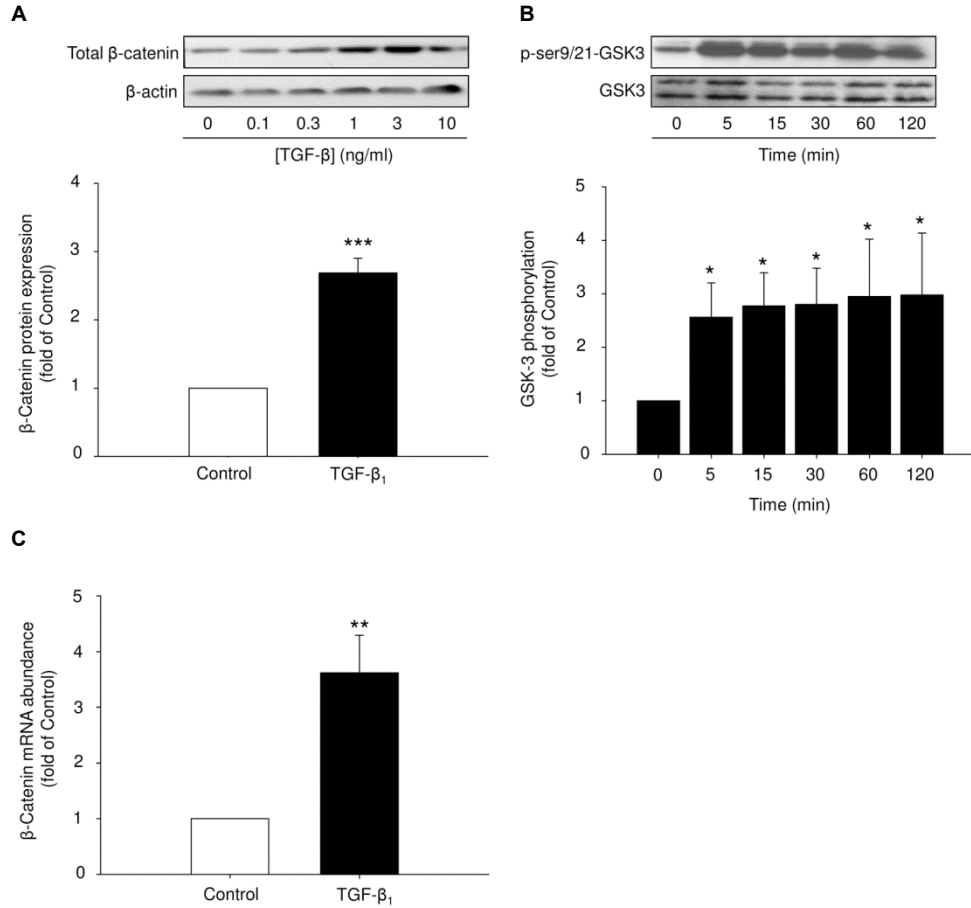 A
Total β-catenin
β-actin
0 0.1 0.3 1 3 10
[TGF-β] (ng/ml)
β-Catenin protein expression
(fold of Control)
4
3
2
1
0
***
Control TGF-β₁
B
p-ser9/21-GSK3
GSK3
0 5 15 30 60 120
Time (min)
GSK-3 phosphorylation
(fold of Control)
5
4
3
2
1
0
* * * * *
0 5 15 30 60 120
Time (min)
C
β-Catenin mRNA abundance
(fold of Control)
5
4
3
2
1
0
**
Control TGF-β₁